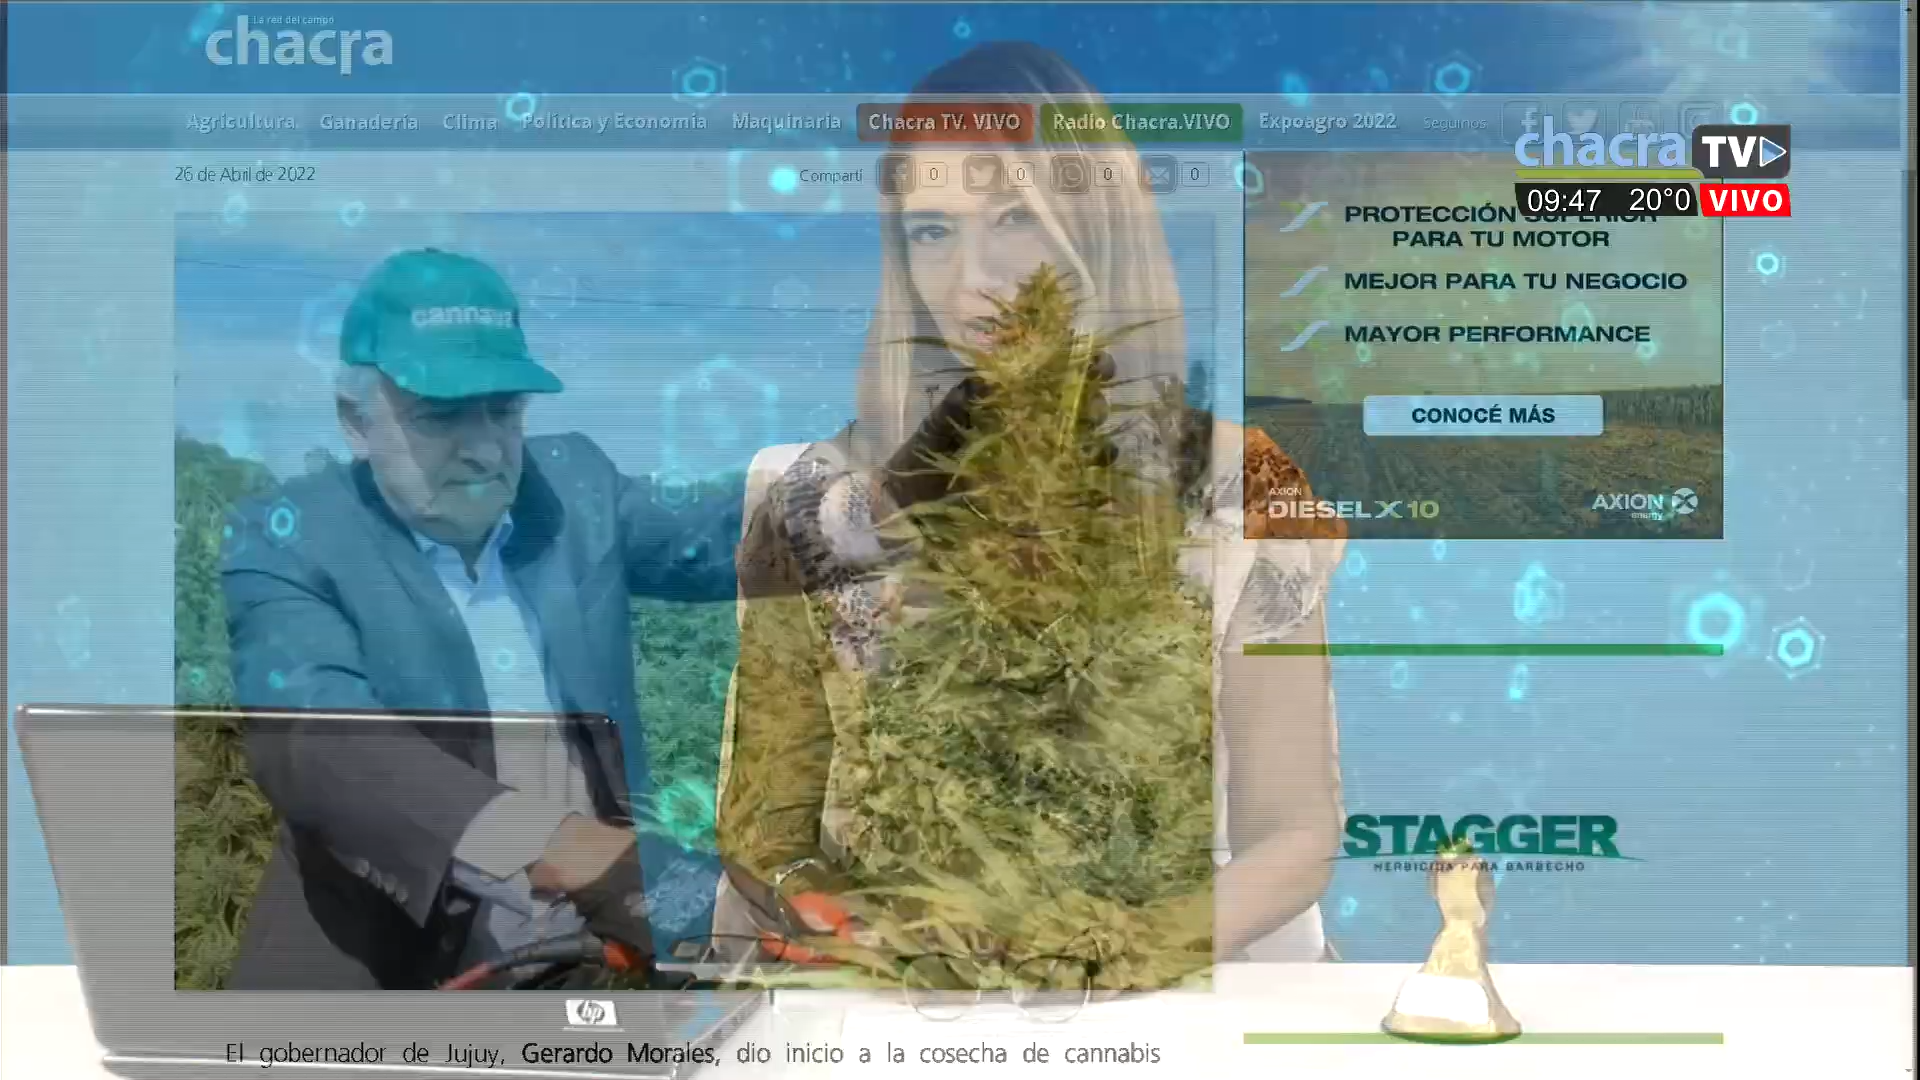 La red del campo
chacra
Agricultura Ganadería Clima Política y Economía Maquinaria Chacra TV. VIVO Radio Chacra.VIVO Expoagro 2022 Seguinos
chacra TV
09:47 20°0 VIVO
26 de Abril de 2022
Compartí 0 0 0 0
PROTECCIÓN SUPERIOR
PARA TU MOTOR
MEJOR PARA TU NEGOCIO
MAYOR PERFORMANCE
CONOCÉ MÁS
AXION
DIESEL X 10
AXION
energy
cannava
STAGGER
HERBICIDA PARA BARBECHO
hp
El gobernador de Jujuy, Gerardo Morales, dio inicio a la cosecha de cannabis